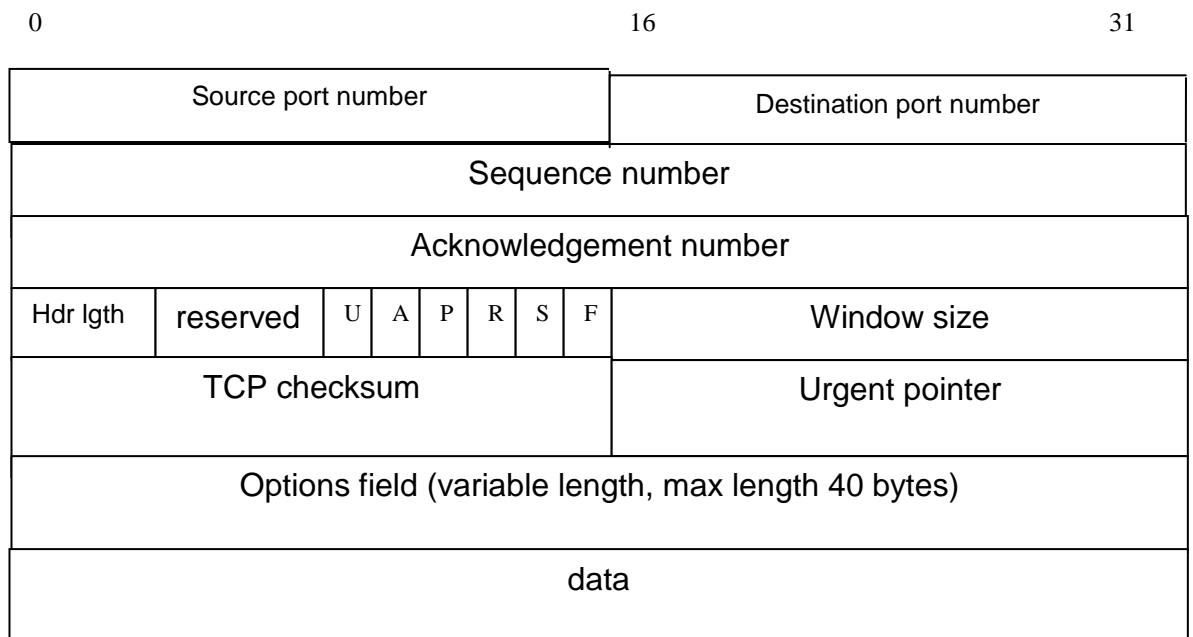 0 16 31
Source port number Destination port number
Sequence number
Acknowledgement number
Hdr lgth reserved U A P R S F Window size
TCP checksum Urgent pointer
Options field (variable length, max length 40 bytes)
data